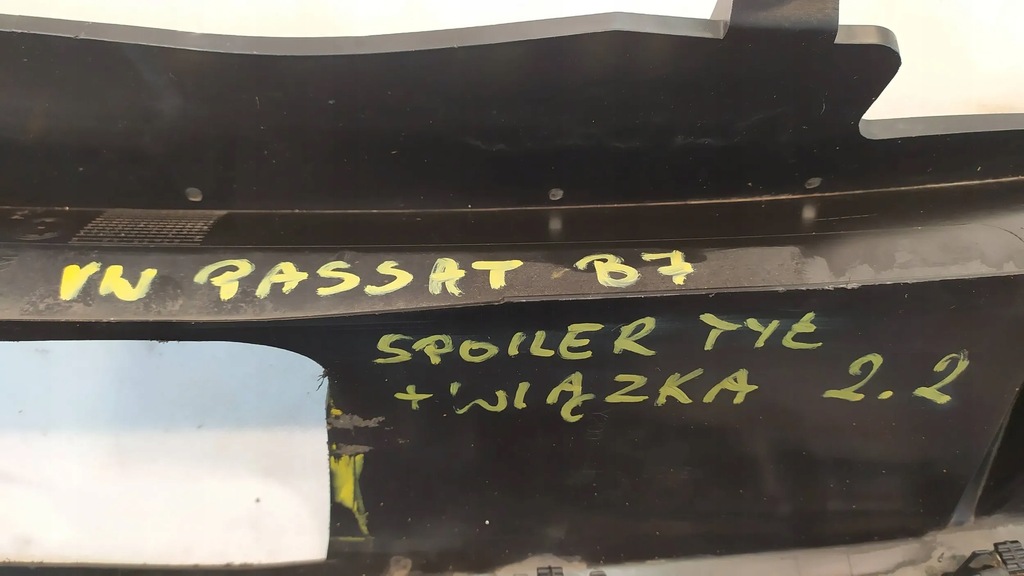 VW PASSAT B7
SPOILER TYŁ
+ WIĄZKA 2.2